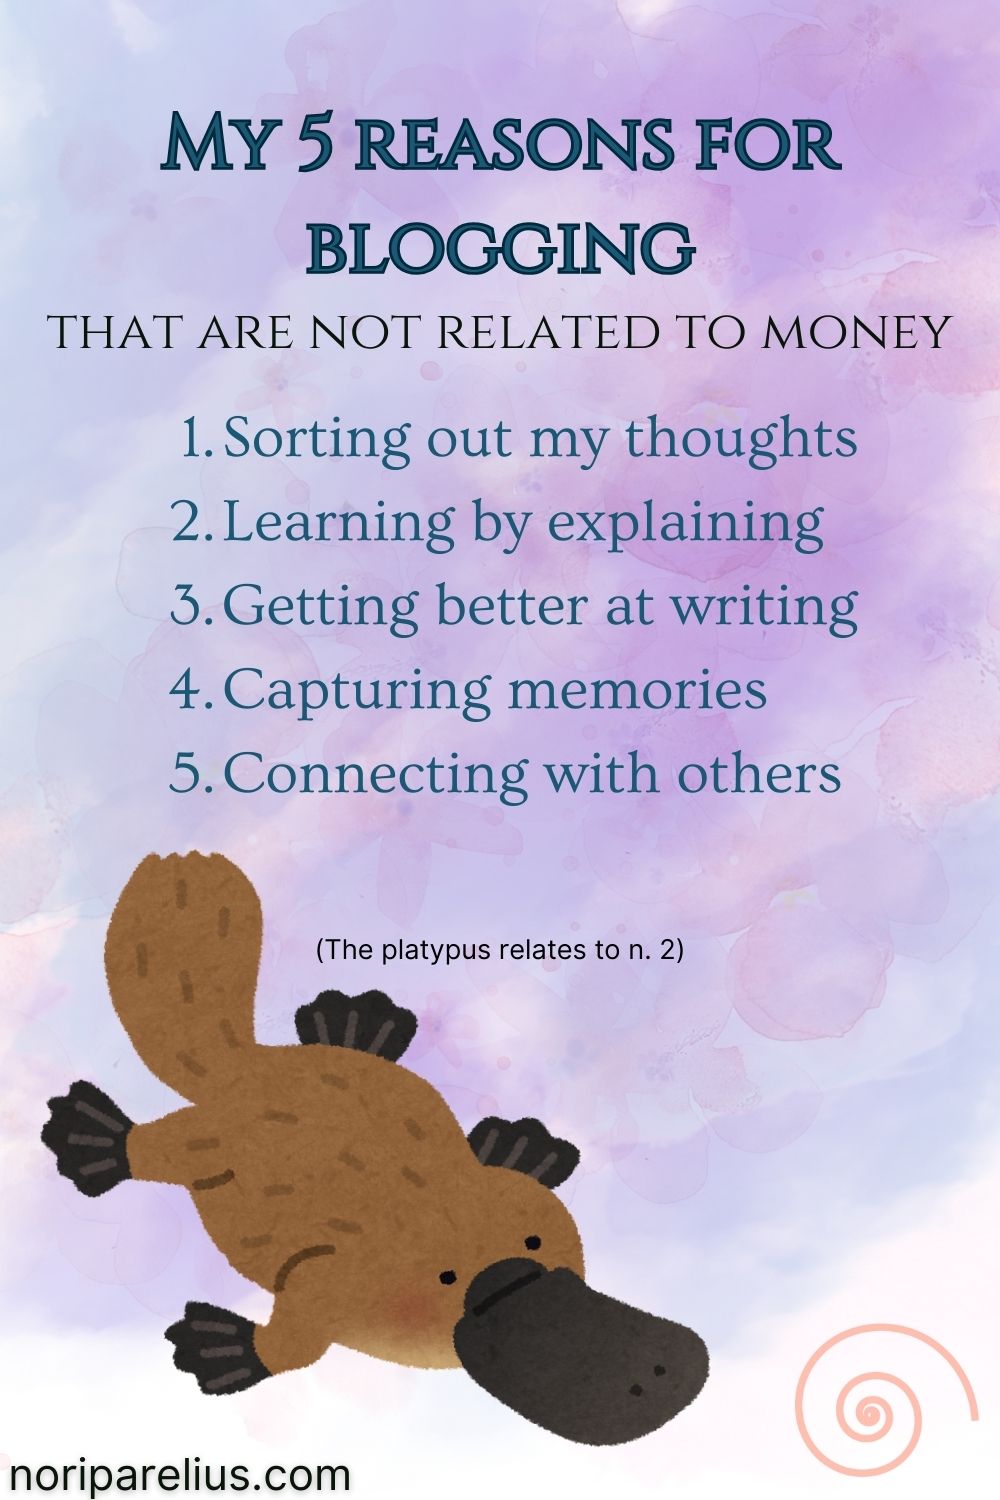 My 5 reasons for
blogging
that are not related to money
1. Sorting out my thoughts
2. Learning by explaining
3. Getting better at writing
4. Capturing memories
5. Connecting with others
(The platypus relates to n. 2)
noriparelius.com